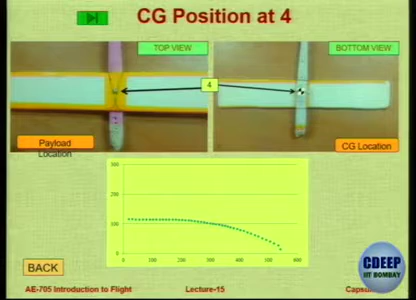 CG Position at 4
TOP VIEW
BOTTOM VIEW
4
Payload
Location
CG Location
300
200
100
0
0 100 200 300 400 500 600
BACK
CDEEP
IIT BOMBAY
AE-705 Introduction to Flight
Lecture-15